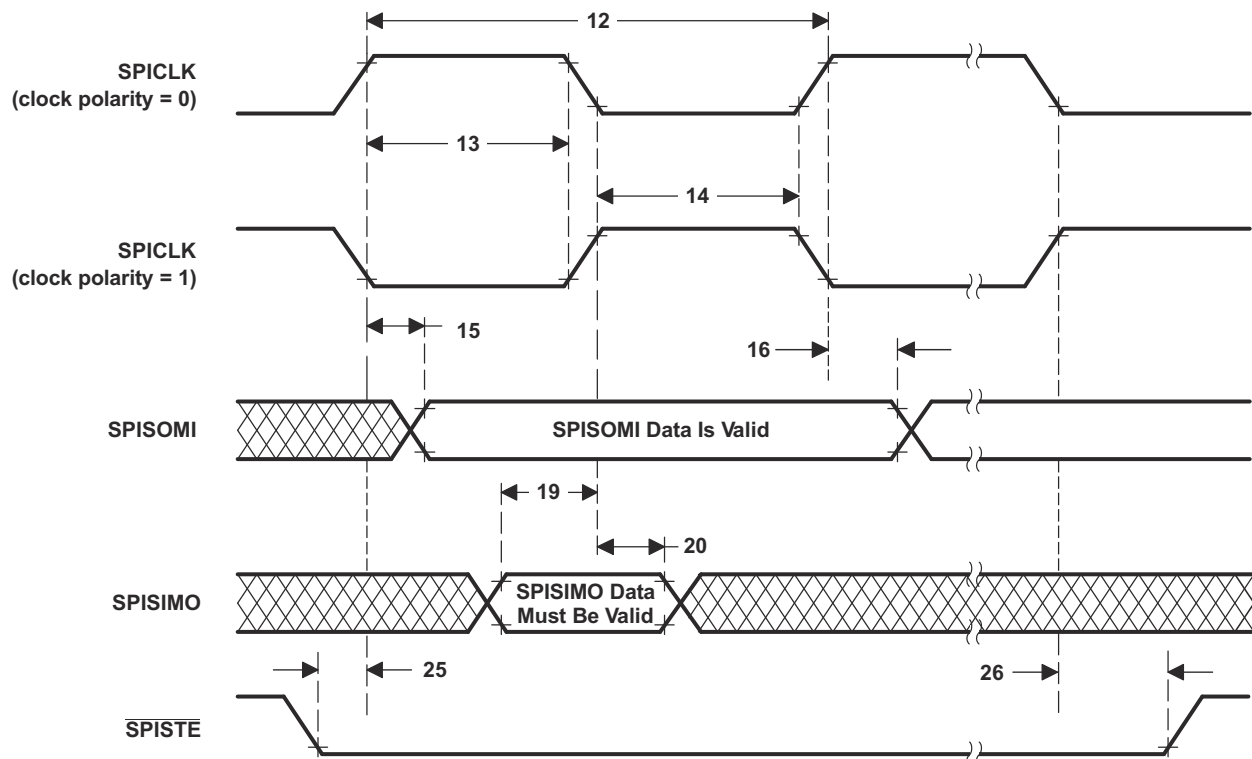 12
SPICLK
(clock polarity = 0)
13
14
SPICLK
(clock polarity = 1)
15
16
SPISOMI
SPISOMI Data Is Valid
19
20
SPISIMO
SPISIMO Data
Must Be Valid
25
26
SPISTE